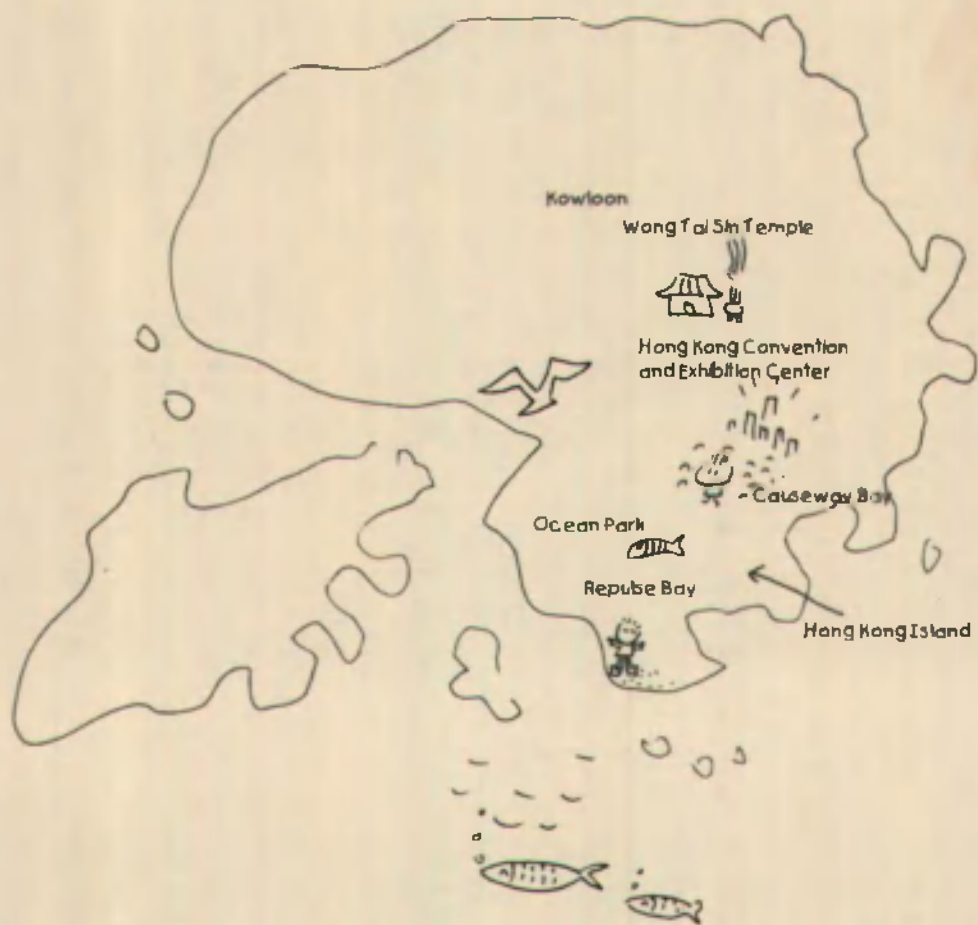 Kowloon
Wong Tai Sin Temple
Hong Kong Convention
and Exhibition Center
- Causeway Bay
Ocean Park
Repulse Bay
Hong Kong Island